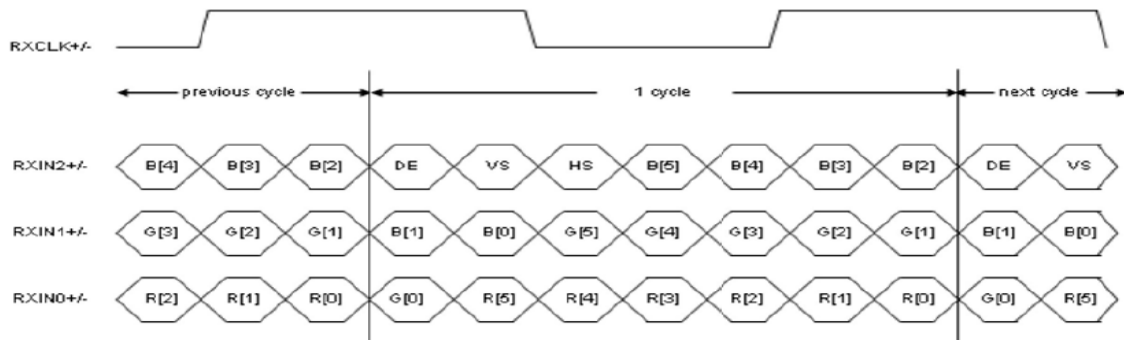 RXCLK+/-
previous cycle 1 cycle next cycle
RXIN2+/- B[4] B[3] B[2] DE VS HS B[5] B[4] B[3] B[2] DE VS
RXIN1+/- G[3] G[2] G[1] B[1] B[0] G[5] G[4] G[3] G[2] G[1] B[1] B[0]
RXIN0+/- R[2] R[1] R[0] G[0] R[5] R[4] R[3] R[2] R[1] R[0] G[0] R[5]